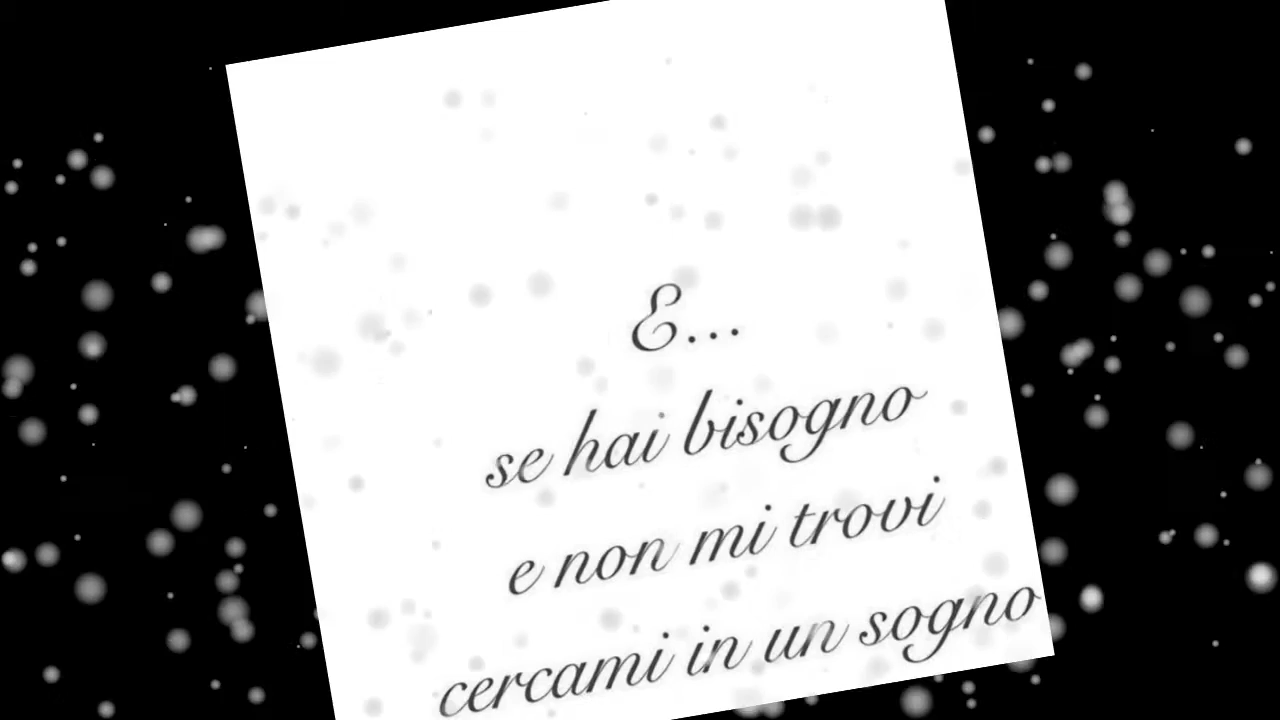 E...
se hai bisogno
e non mi trovi
cercami in un sogno